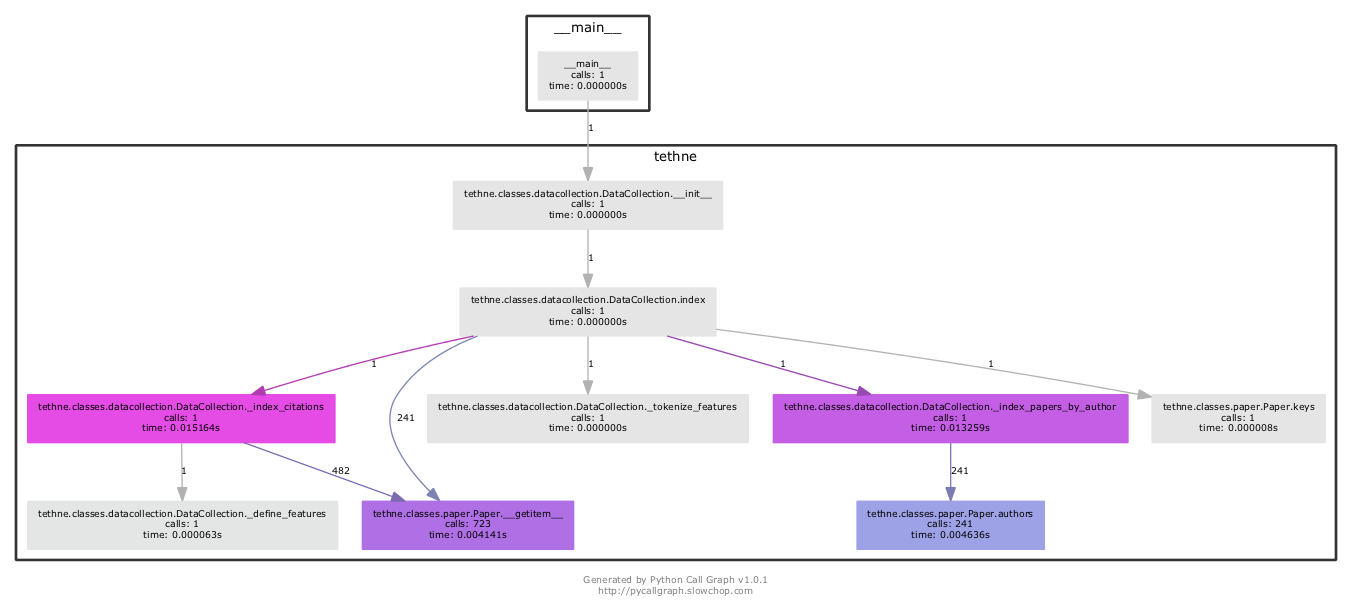 __main__
__main__
calls: 1
time: 0.000000s
1
tethne
tethne.classes.datacollection.DataCollection.__init__
calls: 1
time: 0.000000s
1
tethne.classes.datacollection.DataCollection.index
calls: 1
time: 0.000000s
1
241
1
1
1
tethne.classes.datacollection.DataCollection._index_citations
calls: 1
time: 0.015164s
tethne.classes.datacollection.DataCollection._tokenize_features
calls: 1
time: 0.000000s
tethne.classes.datacollection.DataCollection._index_papers_by_author
calls: 1
time: 0.013259s
tethne.classes.paper.Paper.keys
calls: 1
time: 0.000008s
1
482
241
tethne.classes.datacollection.DataCollection._define_features
calls: 1
time: 0.000063s
tethne.classes.paper.Paper.__getitem__
calls: 723
time: 0.004141s
tethne.classes.paper.Paper.authors
calls: 241
time: 0.004636s
Generated by Python Call Graph v1.0.1
http://pycallgraph.slowchop.com